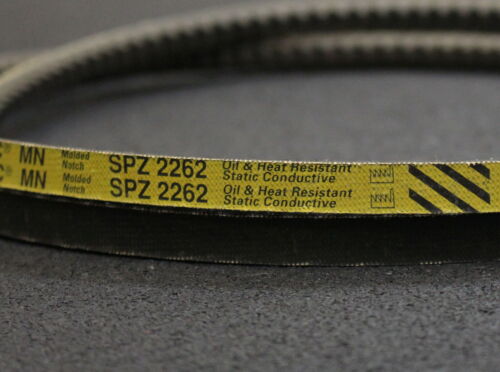 ® MN Molded Notch SPZ 2262 Oil & Heat Resistant Static Conductive
® MN Molded Notch SPZ 2262 Oil & Heat Resistant Static Conductive